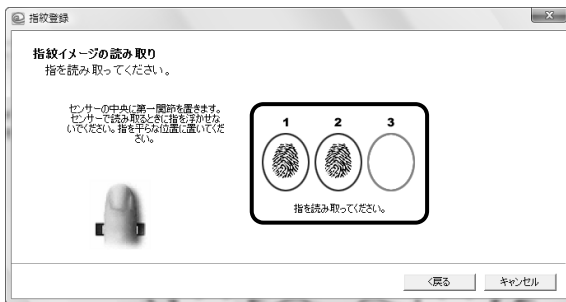 指紋登録
指紋イメージの読み取り
指を読み取ってください。
センサーの中央に第一関節を置きます。
センサーで読み取るときに指を浮かせな
いでください。指を平らな位置に置いてくだ
さい。
1 2 3
指を読み取ってください。
<戻る キャンセル